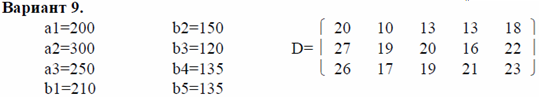 Вариант 9.
a1=200 b2=150 20 10 13 13 18
a2=300 b3=120 D= 27 19 20 16 22
a3=250 b4=135 26 17 19 21 23
b1=210 b5=135